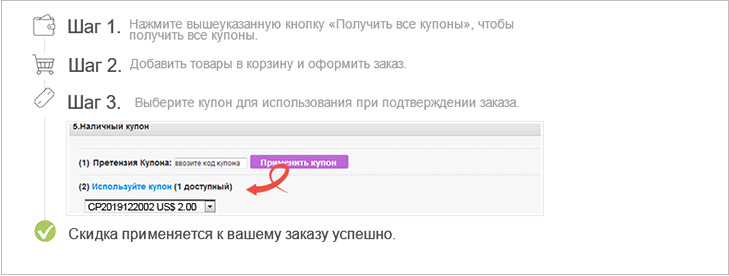 Шаг 1. Нажмите вышеуказанную кнопку «Получить все купоны», чтобы
получить все купоны.
Шаг 2. Добавить товары в корзину и оформить заказ.
Шаг 3. Выберите купон для использования при подтверждении заказа.
5.Наличный купон
(1) Претензия Купона: ввозите код купона Применить купон
(2) Используйте купон (1 доступный)
CP2019122002 US$ 2.00
Скидка применяется к вашему заказу успешно.